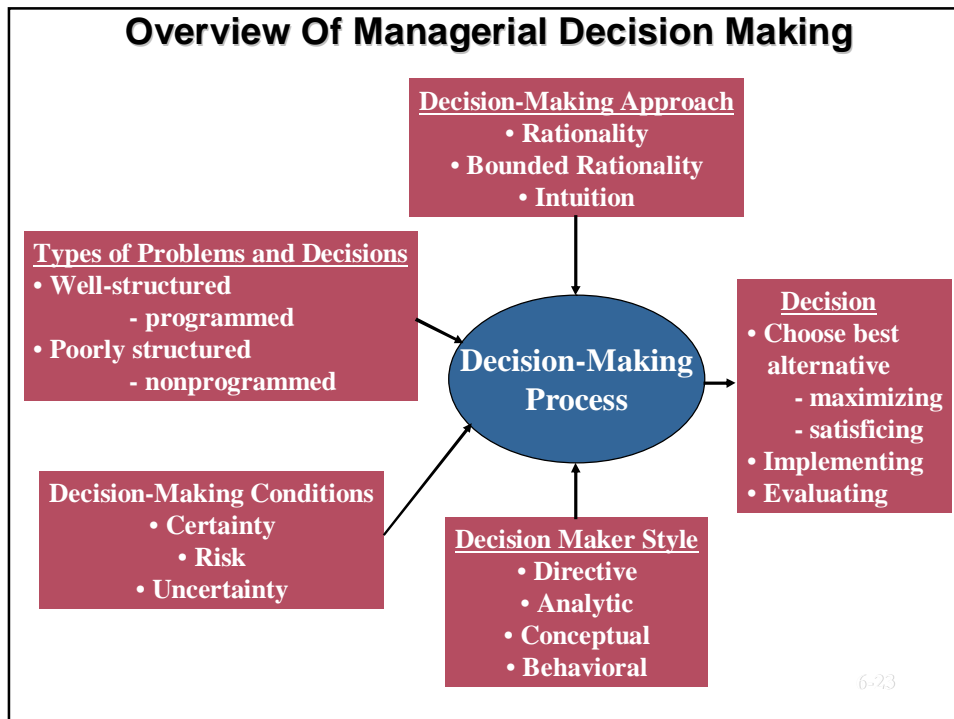 Overview Of Managerial Decision Making
Decision-Making Approach
• Rationality
• Bounded Rationality
• Intuition
Types of Problems and Decisions
• Well-structured
- programmed
• Poorly structured
- nonprogrammed
Decision-Making
Process
Decision
• Choose best
alternative
- maximizing
- satisficing
• Implementing
• Evaluating
Decision-Making Conditions
• Certainty
• Risk
• Uncertainty
Decision Maker Style
• Directive
• Analytic
• Conceptual
• Behavioral
6-23